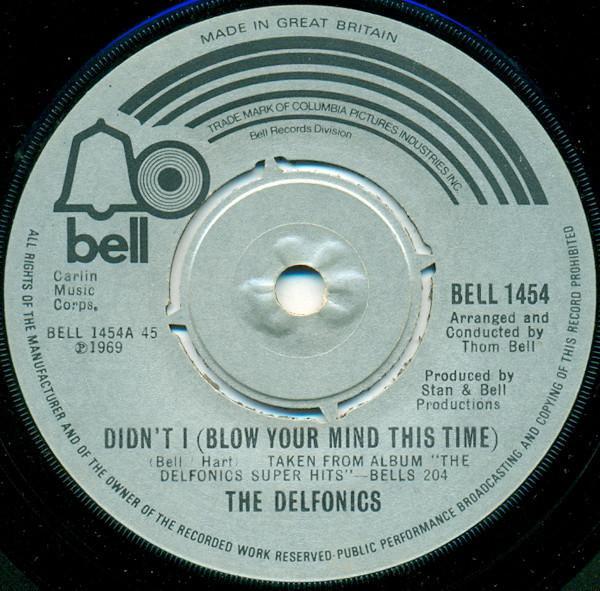 MADE IN GREAT BRITAIN
TRADE MARK OF COLUMBIA PICTURES INDUSTRIES INC.
Bell Records Division
bell
Carlin
Music
Corps.
BELL 1454A 45
Ⓟ1969
BELL 1454
Arranged and
Conducted by
Thom Bell
Produced by
Stan & Bell
Productions
DIDN'T I (BLOW YOUR MIND THIS TIME)
(Bell / Hart) TAKEN FROM ALBUM "THE
DELFONICS SUPER HITS"—BELLS 204
THE DELFONICS
ALL RIGHTS OF THE MANUFACTURER AND OF THE OWNER OF THE RECORDED WORK RESERVED·PUBLIC PERFORMANCE BROADCASTING AND COPYING OF THIS RECORD PROHIBITED